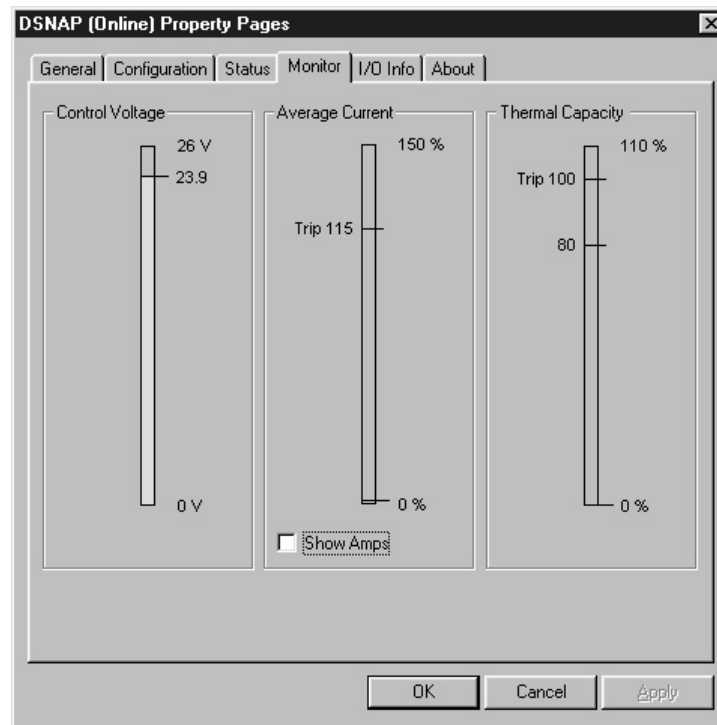 DSNAP (Online) Property Pages
General
Configuration
Status
Monitor
I/O Info
About
Control Voltage
26 V
23.9
0 V
Average Current
150 %
Trip 115
0 %
Show Amps
Thermal Capacity
110 %
Trip 100
80
0 %
OK
Cancel
Apply